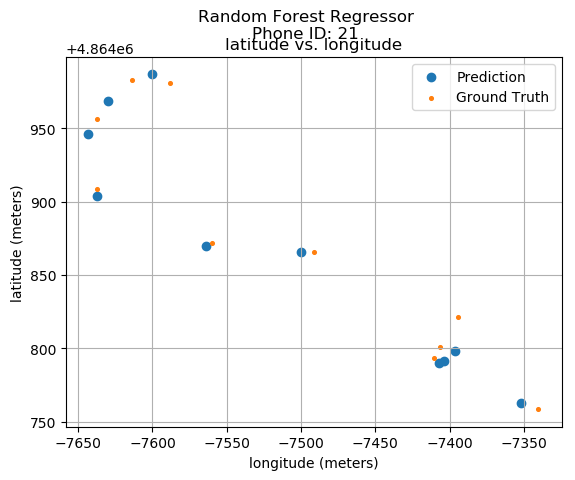 Random Forest Regressor
Phone ID: 21
latitude vs. longitude
+4.864e6
Prediction
Ground Truth
950
900
850
800
750
latitude (meters)
−7650 −7600 −7550 −7500 −7450 −7400 −7350
longitude (meters)